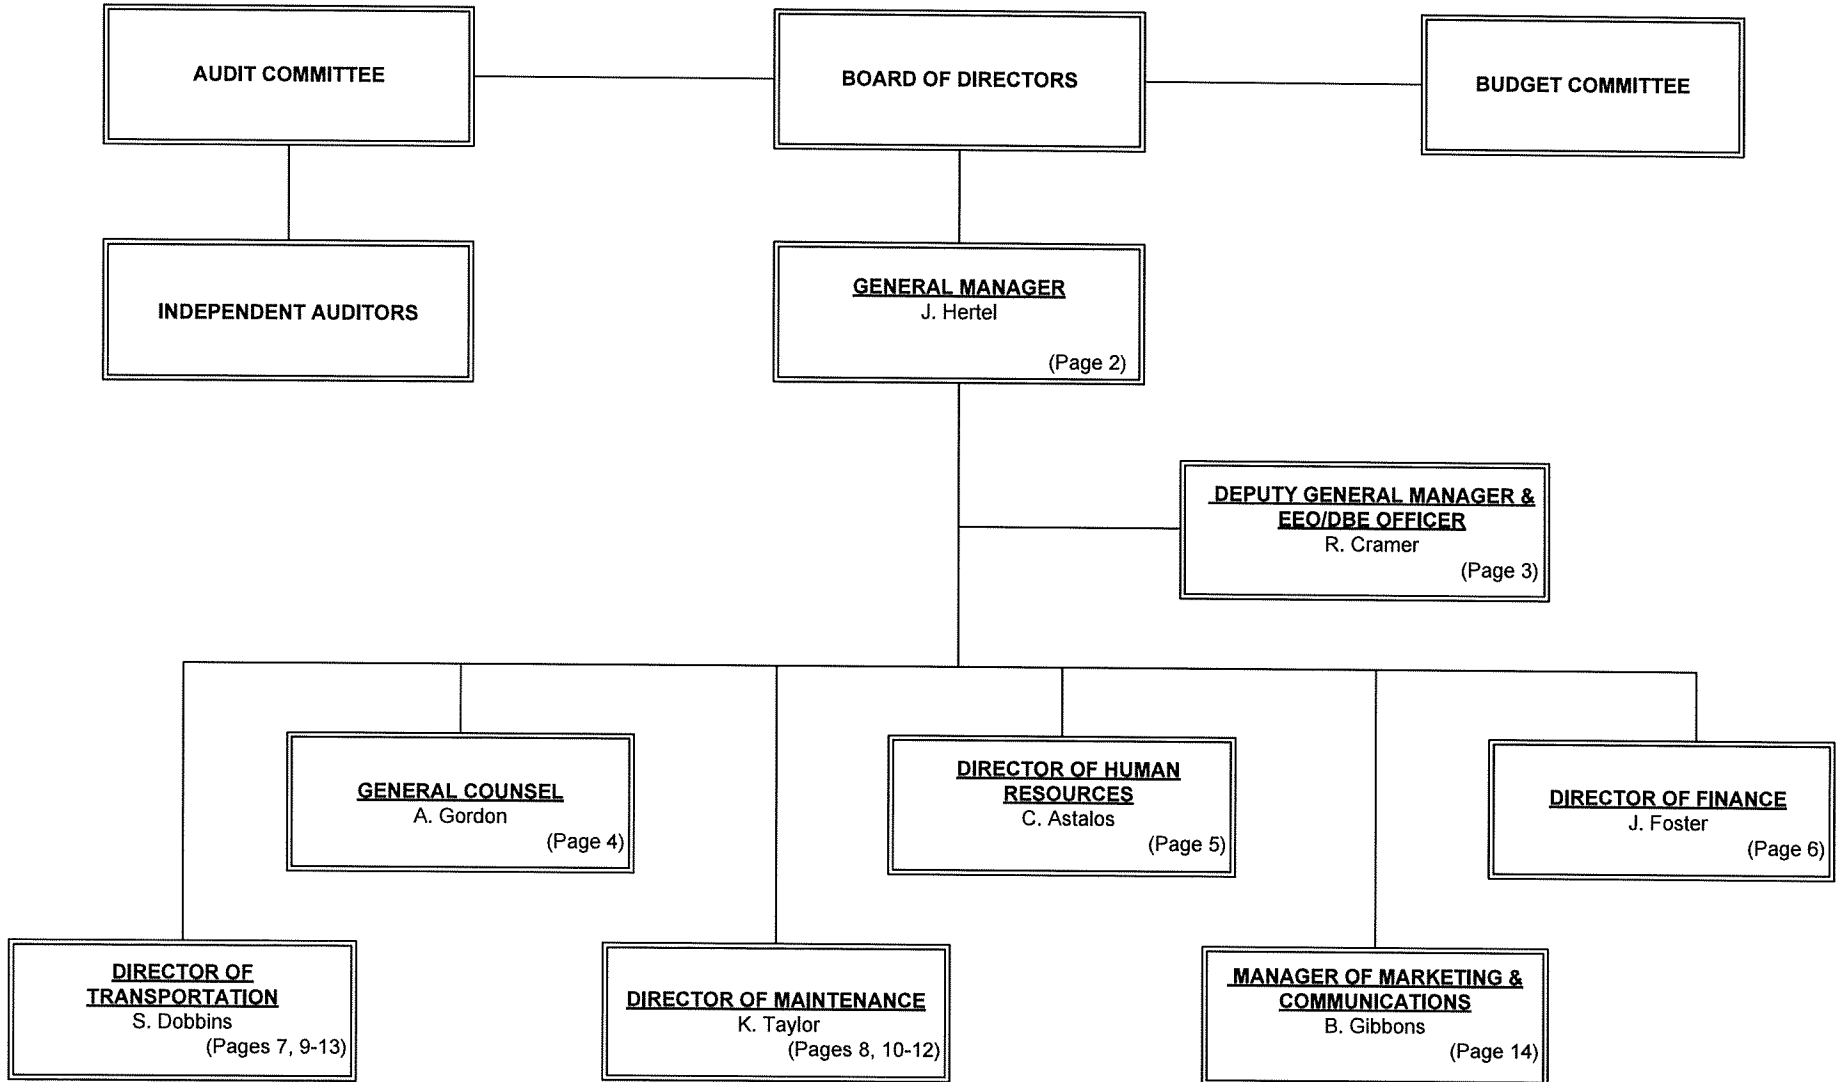 AUDIT COMMITTEE
BOARD OF DIRECTORS
BUDGET COMMITTEE
INDEPENDENT AUDITORS
GENERAL MANAGER
J. Hertel
(Page 2)
DEPUTY GENERAL MANAGER &
EEO/DBE OFFICER
R. Cramer
(Page 3)
GENERAL COUNSEL
A. Gordon
(Page 4)
DIRECTOR OF HUMAN
RESOURCES
C. Astalos
(Page 5)
DIRECTOR OF FINANCE
J. Foster
(Page 6)
DIRECTOR OF
TRANSPORTATION
S. Dobbins
(Pages 7, 9-13)
DIRECTOR OF MAINTENANCE
K. Taylor
(Pages 8, 10-12)
MANAGER OF MARKETING &
COMMUNICATIONS
B. Gibbons
(Page 14)